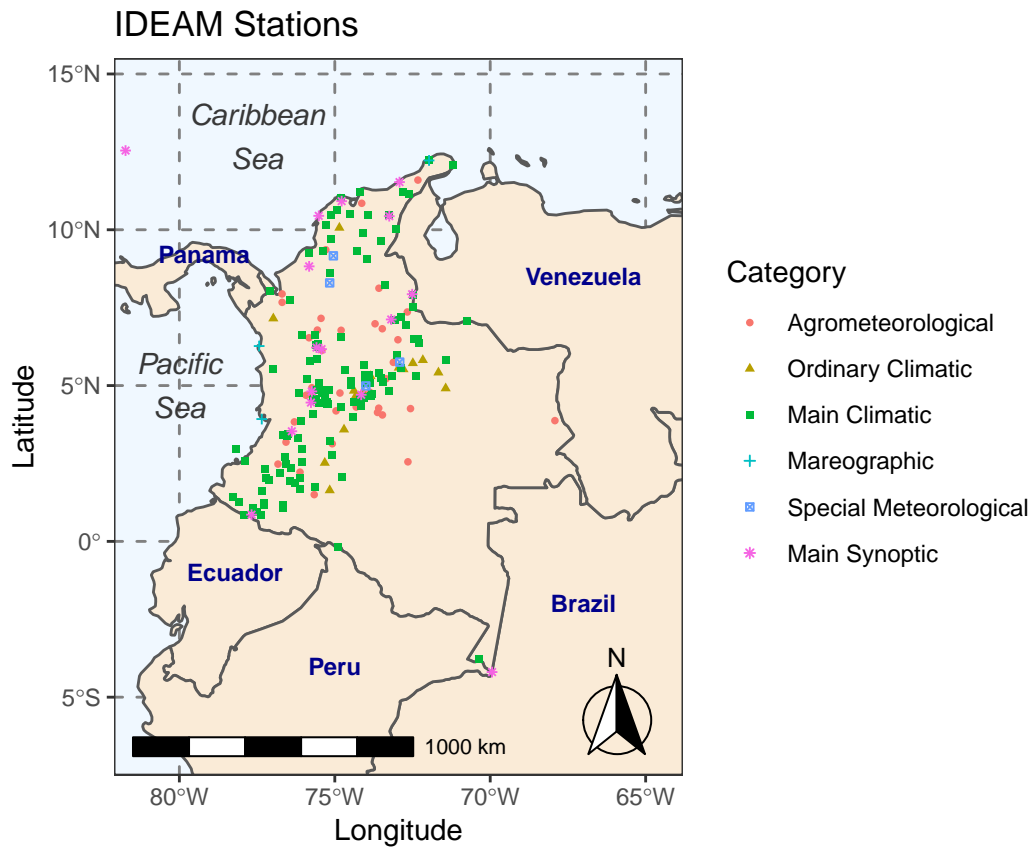 IDEAM Stations
15°N
10°N
5°N
0°
5°S
Latitude
Caribbean
Sea
Panama
Venezuela
Pacific
Sea
Ecuador
Brazil
Peru
N
1000 km
80°W
75°W
70°W
65°W
Longitude
Category
Agrometeorological
Ordinary Climatic
Main Climatic
Mareographic
Special Meteorological
Main Synoptic